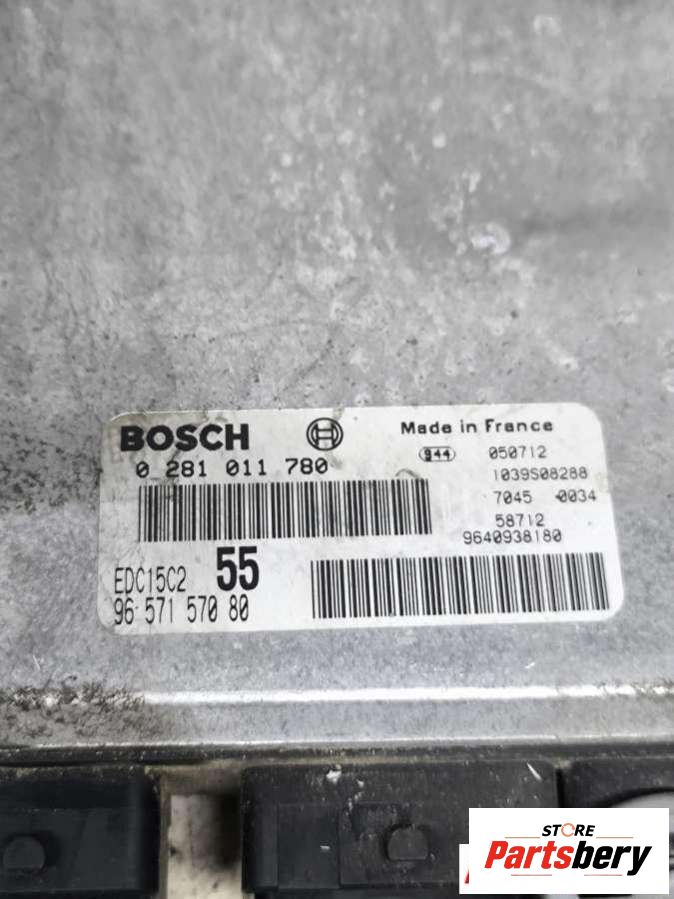 BOSCH
0 281 011 780
Made in France
944 050712
1039S08288
7045 0034
58712
9640938180
EDC15C2 55
96 571 570 80
STORE
Partsbery